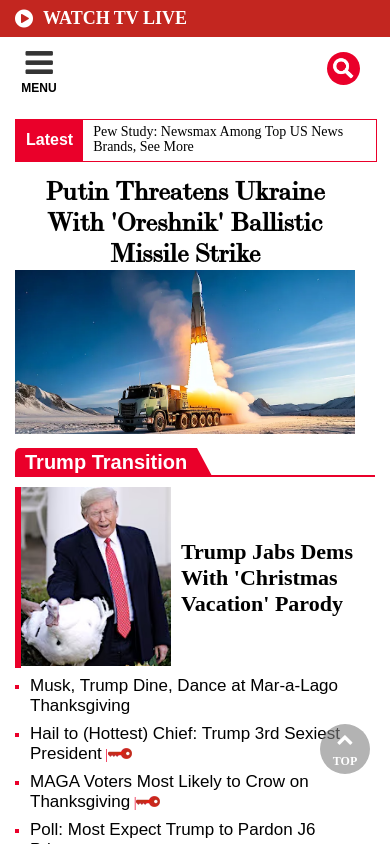 WATCH TV LIVE
MENU
Latest
Pew Study: Newsmax Among Top US News
Brands, See More
Putin Threatens Ukraine
With 'Oreshnik' Ballistic
Missile Strike
Trump Transition
Trump Jabs Dems
With 'Christmas
Vacation' Parody
Musk, Trump Dine, Dance at Mar-a-Lago
Thanksgiving
Hail to (Hottest) Chief: Trump 3rd Sexiest
President
MAGA Voters Most Likely to Crow on
Thanksgiving
TOP
Poll: Most Expect Trump to Pardon J6